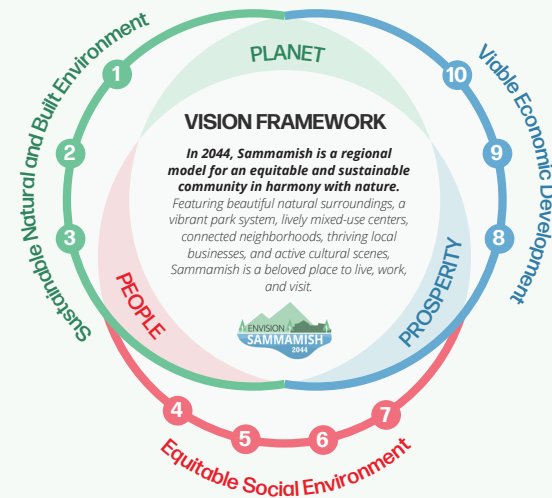 Sustainable Natural and Built Environment
1
2
3
PLANET
10
9
8
Viable Economic Development
VISION FRAMEWORK
In 2044, Sammamish is a regional
model for an equitable and sustainable
community in harmony with nature.
Featuring beautiful natural surroundings, a
vibrant park system, lively mixed-use centers,
connected neighborhoods, thriving local
businesses, and active cultural scenes,
Sammamish is a beloved place to live, work,
and visit.
PEOPLE
PROSPERITY
ENVISION
SAMMAMISH
2044
4
5
6
7
Equitable Social Environment